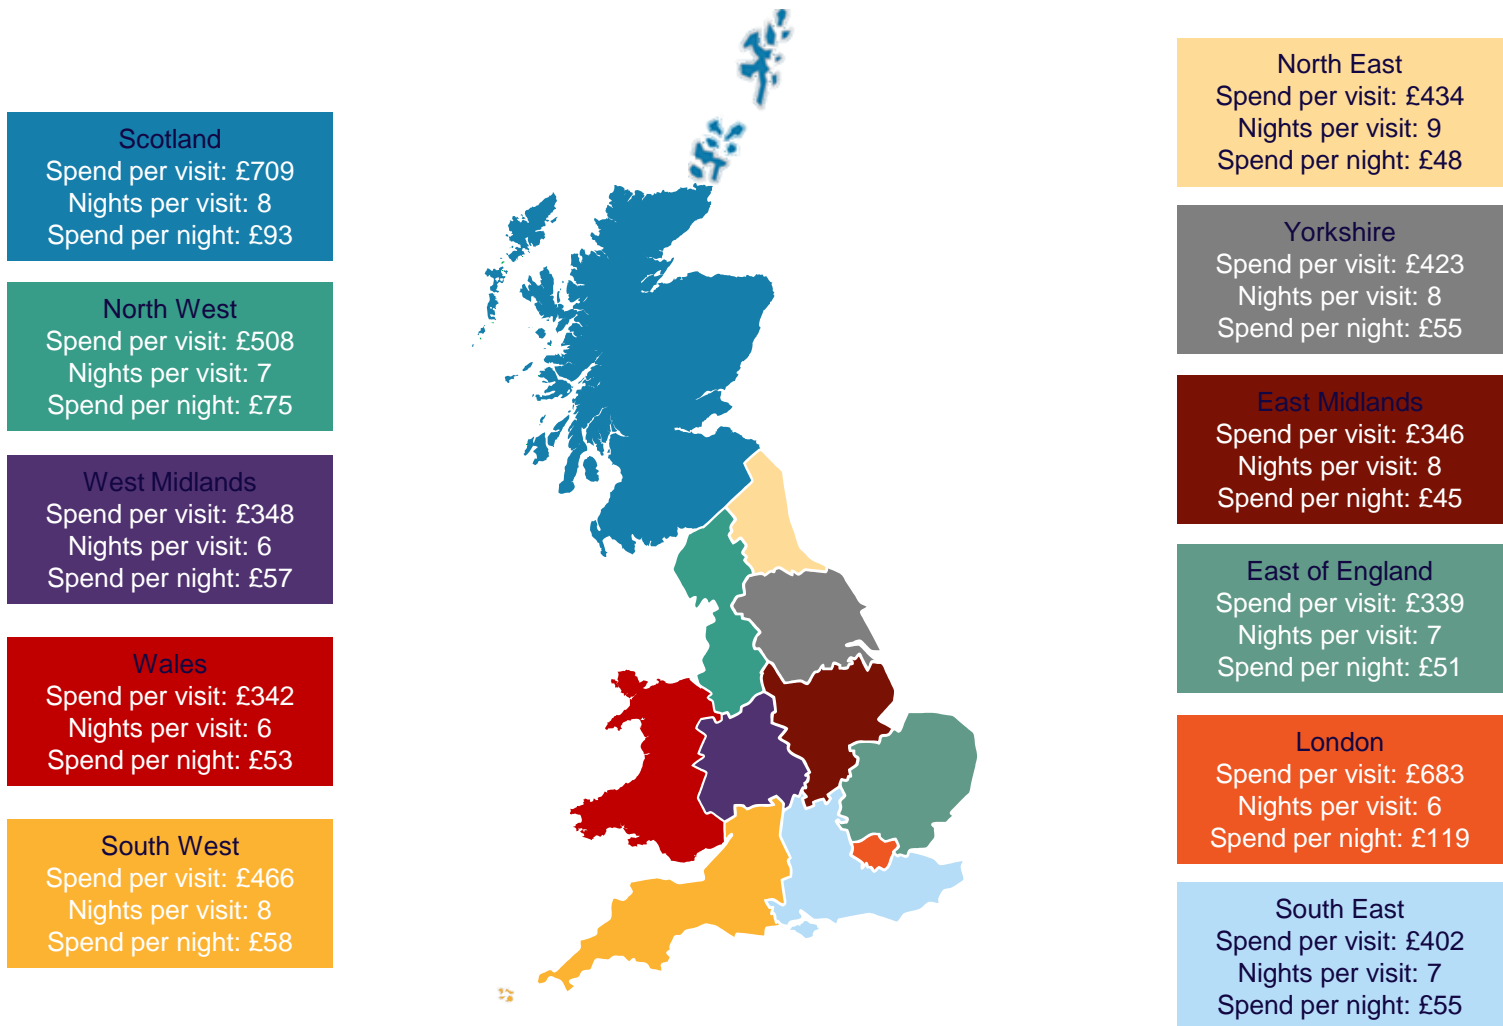 Scotland
Spend per visit: £709
Nights per visit: 8
Spend per night: £93
North West
Spend per visit: £508
Nights per visit: 7
Spend per night: £75
West Midlands
Spend per visit: £348
Nights per visit: 6
Spend per night: £57
Wales
Spend per visit: £342
Nights per visit: 6
Spend per night: £53
South West
Spend per visit: £466
Nights per visit: 8
Spend per night: £58
North East
Spend per visit: £434
Nights per visit: 9
Spend per night: £48
Yorkshire
Spend per visit: £423
Nights per visit: 8
Spend per night: £55
East Midlands
Spend per visit: £346
Nights per visit: 8
Spend per night: £45
East of England
Spend per visit: £339
Nights per visit: 7
Spend per night: £51
London
Spend per visit: £683
Nights per visit: 6
Spend per night: £119
South East
Spend per visit: £402
Nights per visit: 7
Spend per night: £55